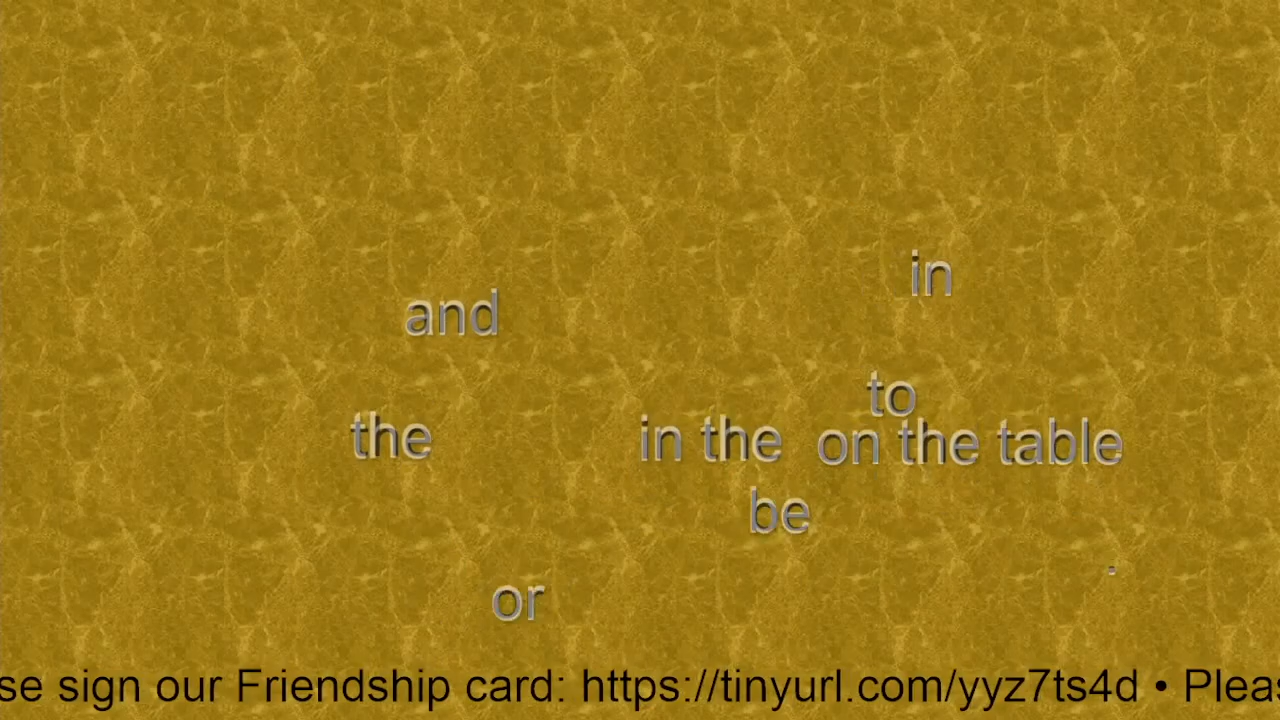 in
and
to
the in the on the table
be
.
or
se sign our Friendship card: https://tinyurl.com/yyz7ts4d • Pleas